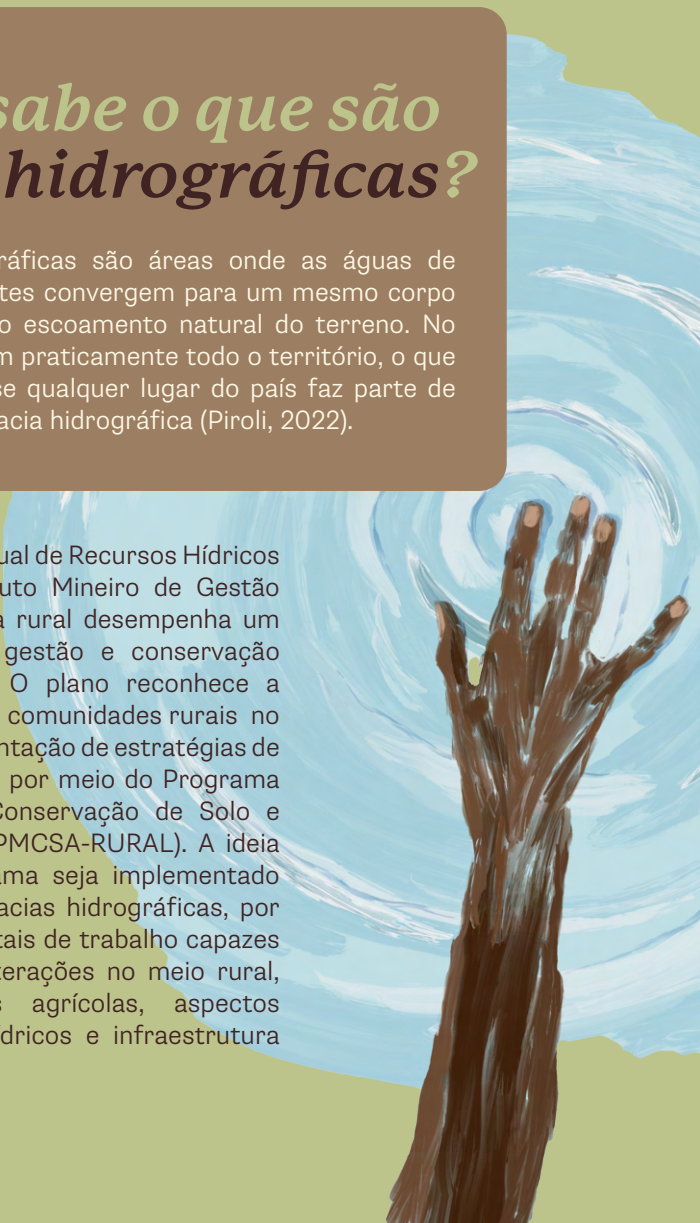 sabe o que são
hidrográficas?
ráficas são áreas onde as águas de
tes convergem para um mesmo corpo
o escoamento natural do terreno. No
m praticamente todo o território, o que
se qualquer lugar do país faz parte de
acia hidrográfica (Piroli, 2022).
ual de Recursos Hídricos
uto Mineiro de Gestão
a rural desempenha um
gestão e conservação
O plano reconhece a
comunidades rurais no
ntação de estratégias de
por meio do Programa
Conservação de Solo e
PMCSA-RURAL). A ideia
ama seja implementado
acias hidrográficas, por
tais de trabalho capazes
terações no meio rural,
s agrícolas, aspectos
dricos e infraestrutura